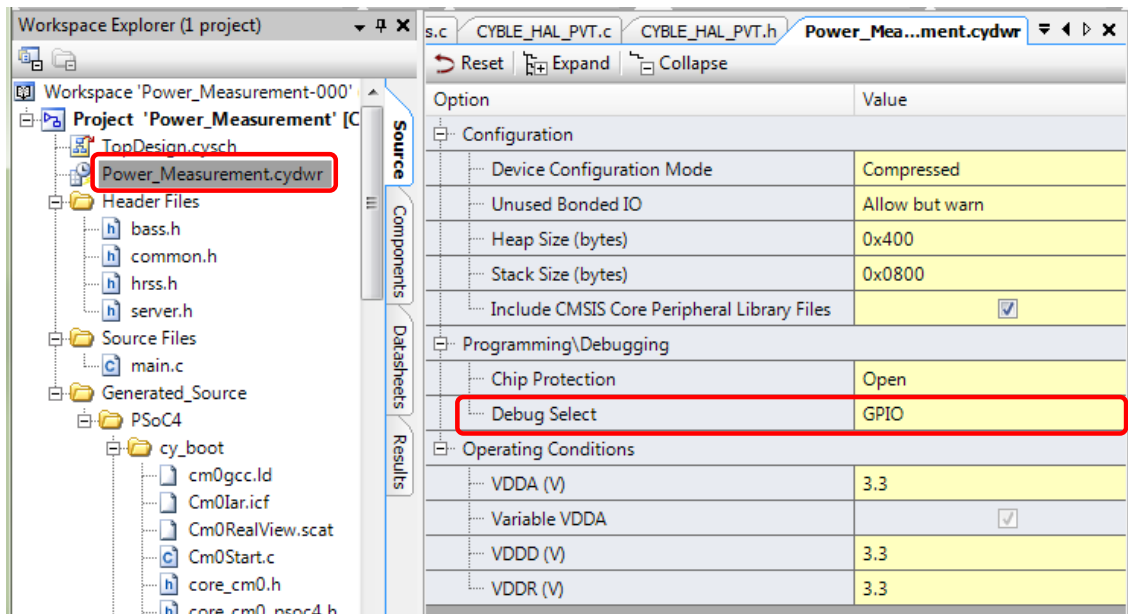 Workspace Explorer (1 project)
Workspace 'Power_Measurement-000'
Project 'Power_Measurement' [C
TopDesign.cysch
Power_Measurement.cydwr
Header Files
bass.h
common.h
hrss.h
server.h
Source Files
main.c
Generated_Source
PSoC4
cy_boot
cm0gcc.ld
Cm0Iar.icf
Cm0RealView.scat
Cm0Start.c
core_cm0.h
core_cm0_psoc4.h
Source
Components
Datasheets
Results
s.c CYBLE_HAL_PVT.c CYBLE_HAL_PVT.h Power_Mea...ment.cydwr
Reset Expand Collapse
Option Value
Configuration
Device Configuration Mode Compressed
Unused Bonded IO Allow but warn
Heap Size (bytes) 0x400
Stack Size (bytes) 0x0800
Include CMSIS Core Peripheral Library Files
Programming\Debugging
Chip Protection Open
Debug Select GPIO
Operating Conditions
VDDA (V) 3.3
Variable VDDA
VDDD (V) 3.3
VDDR (V) 3.3